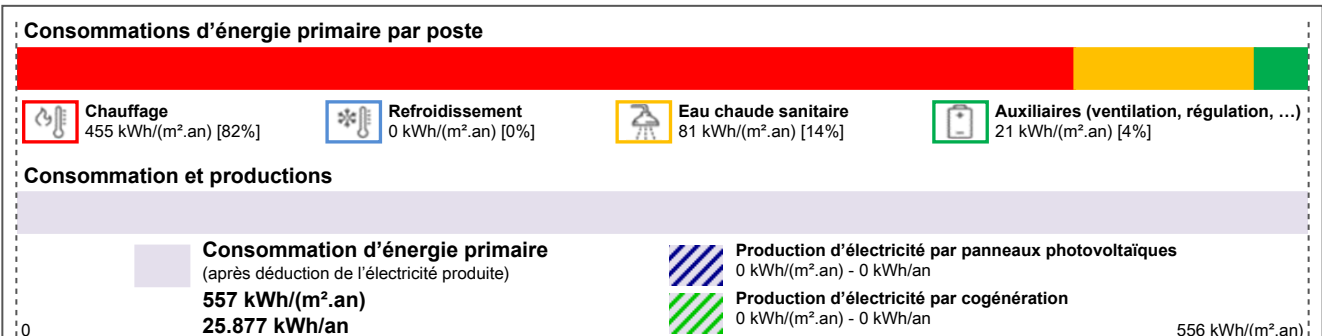 Consommations d’énergie primaire par poste
Chauffage
455 kWh/(m².an) [82%]
Refroidissement
0 kWh/(m².an) [0%]
Eau chaude sanitaire
81 kWh/(m².an) [14%]
Auxiliaires (ventilation, régulation, …)
21 kWh/(m².an) [4%]
Consommation et productions
Consommation d’énergie primaire
(après déduction de l’électricité produite)
557 kWh/(m².an)
25.877 kWh/an
Production d’électricité par panneaux photovoltaïques
0 kWh/(m².an) - 0 kWh/an
Production d’électricité par cogénération
0 kWh/(m².an) - 0 kWh/an
0
556 kWh/(m².an)